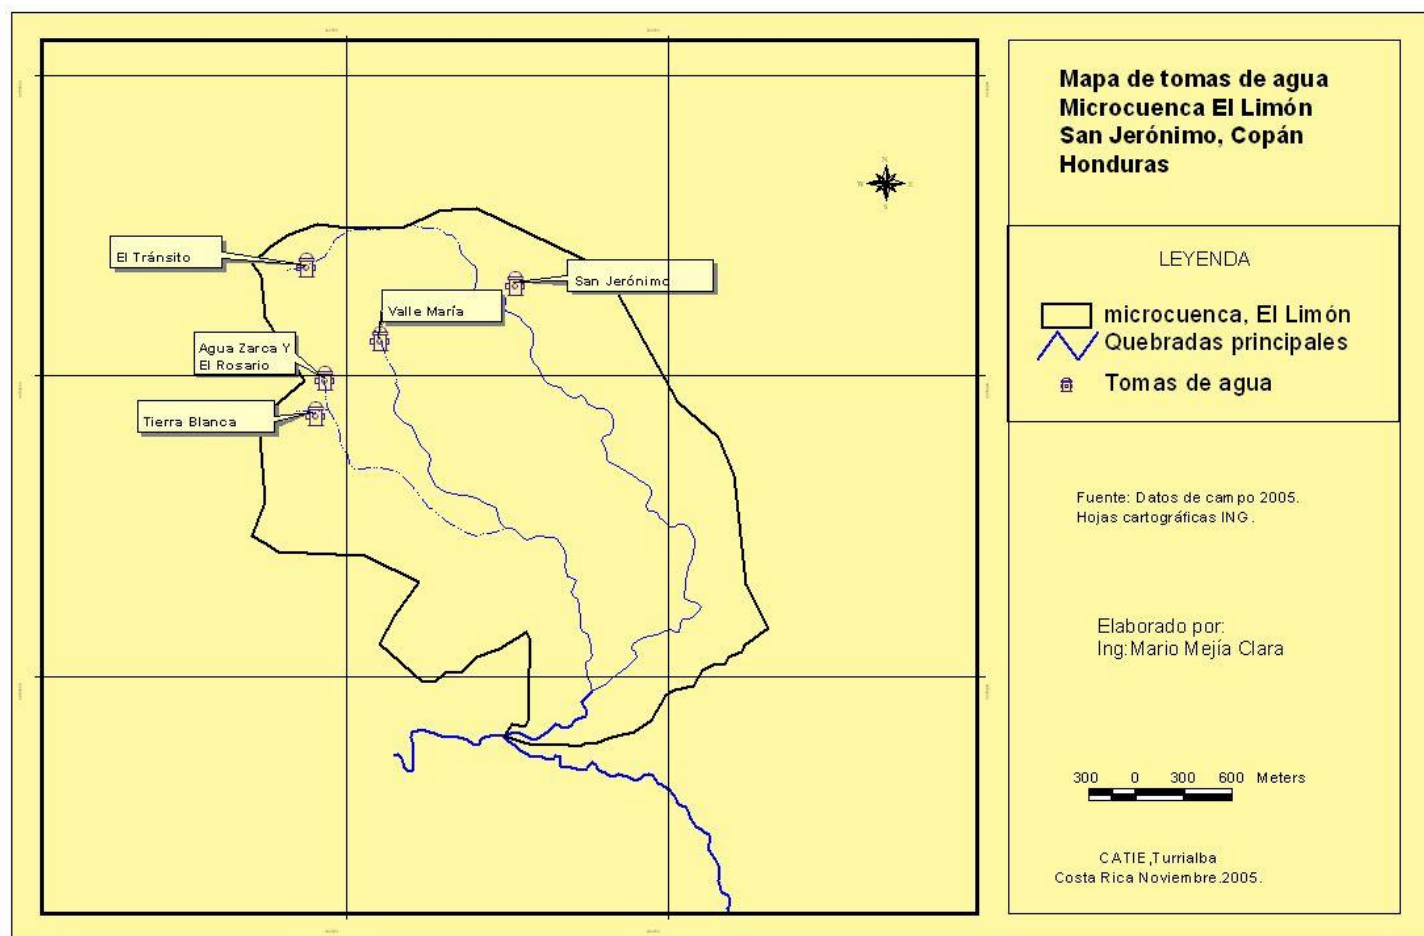 Mapa de tomas de agua
Microcuenca El Limón
San Jerónimo, Copán
Honduras
N
W
E
S
El Tránsito
San Jerónimo
Valle María
Agua Zarca Y
El Rosario
Tierra Blanca
LEYENDA
microcuenca, El Limón
Quebradas principales
Tomas de agua
Fuente: Datos de campo 2005.
Hojas cartográficas ING.
Elaborado por:
Ing:Mario Mejía Clara
300 0 300 600 Meters
CATIE,Turrialba
Costa Rica Noviembre.2005.